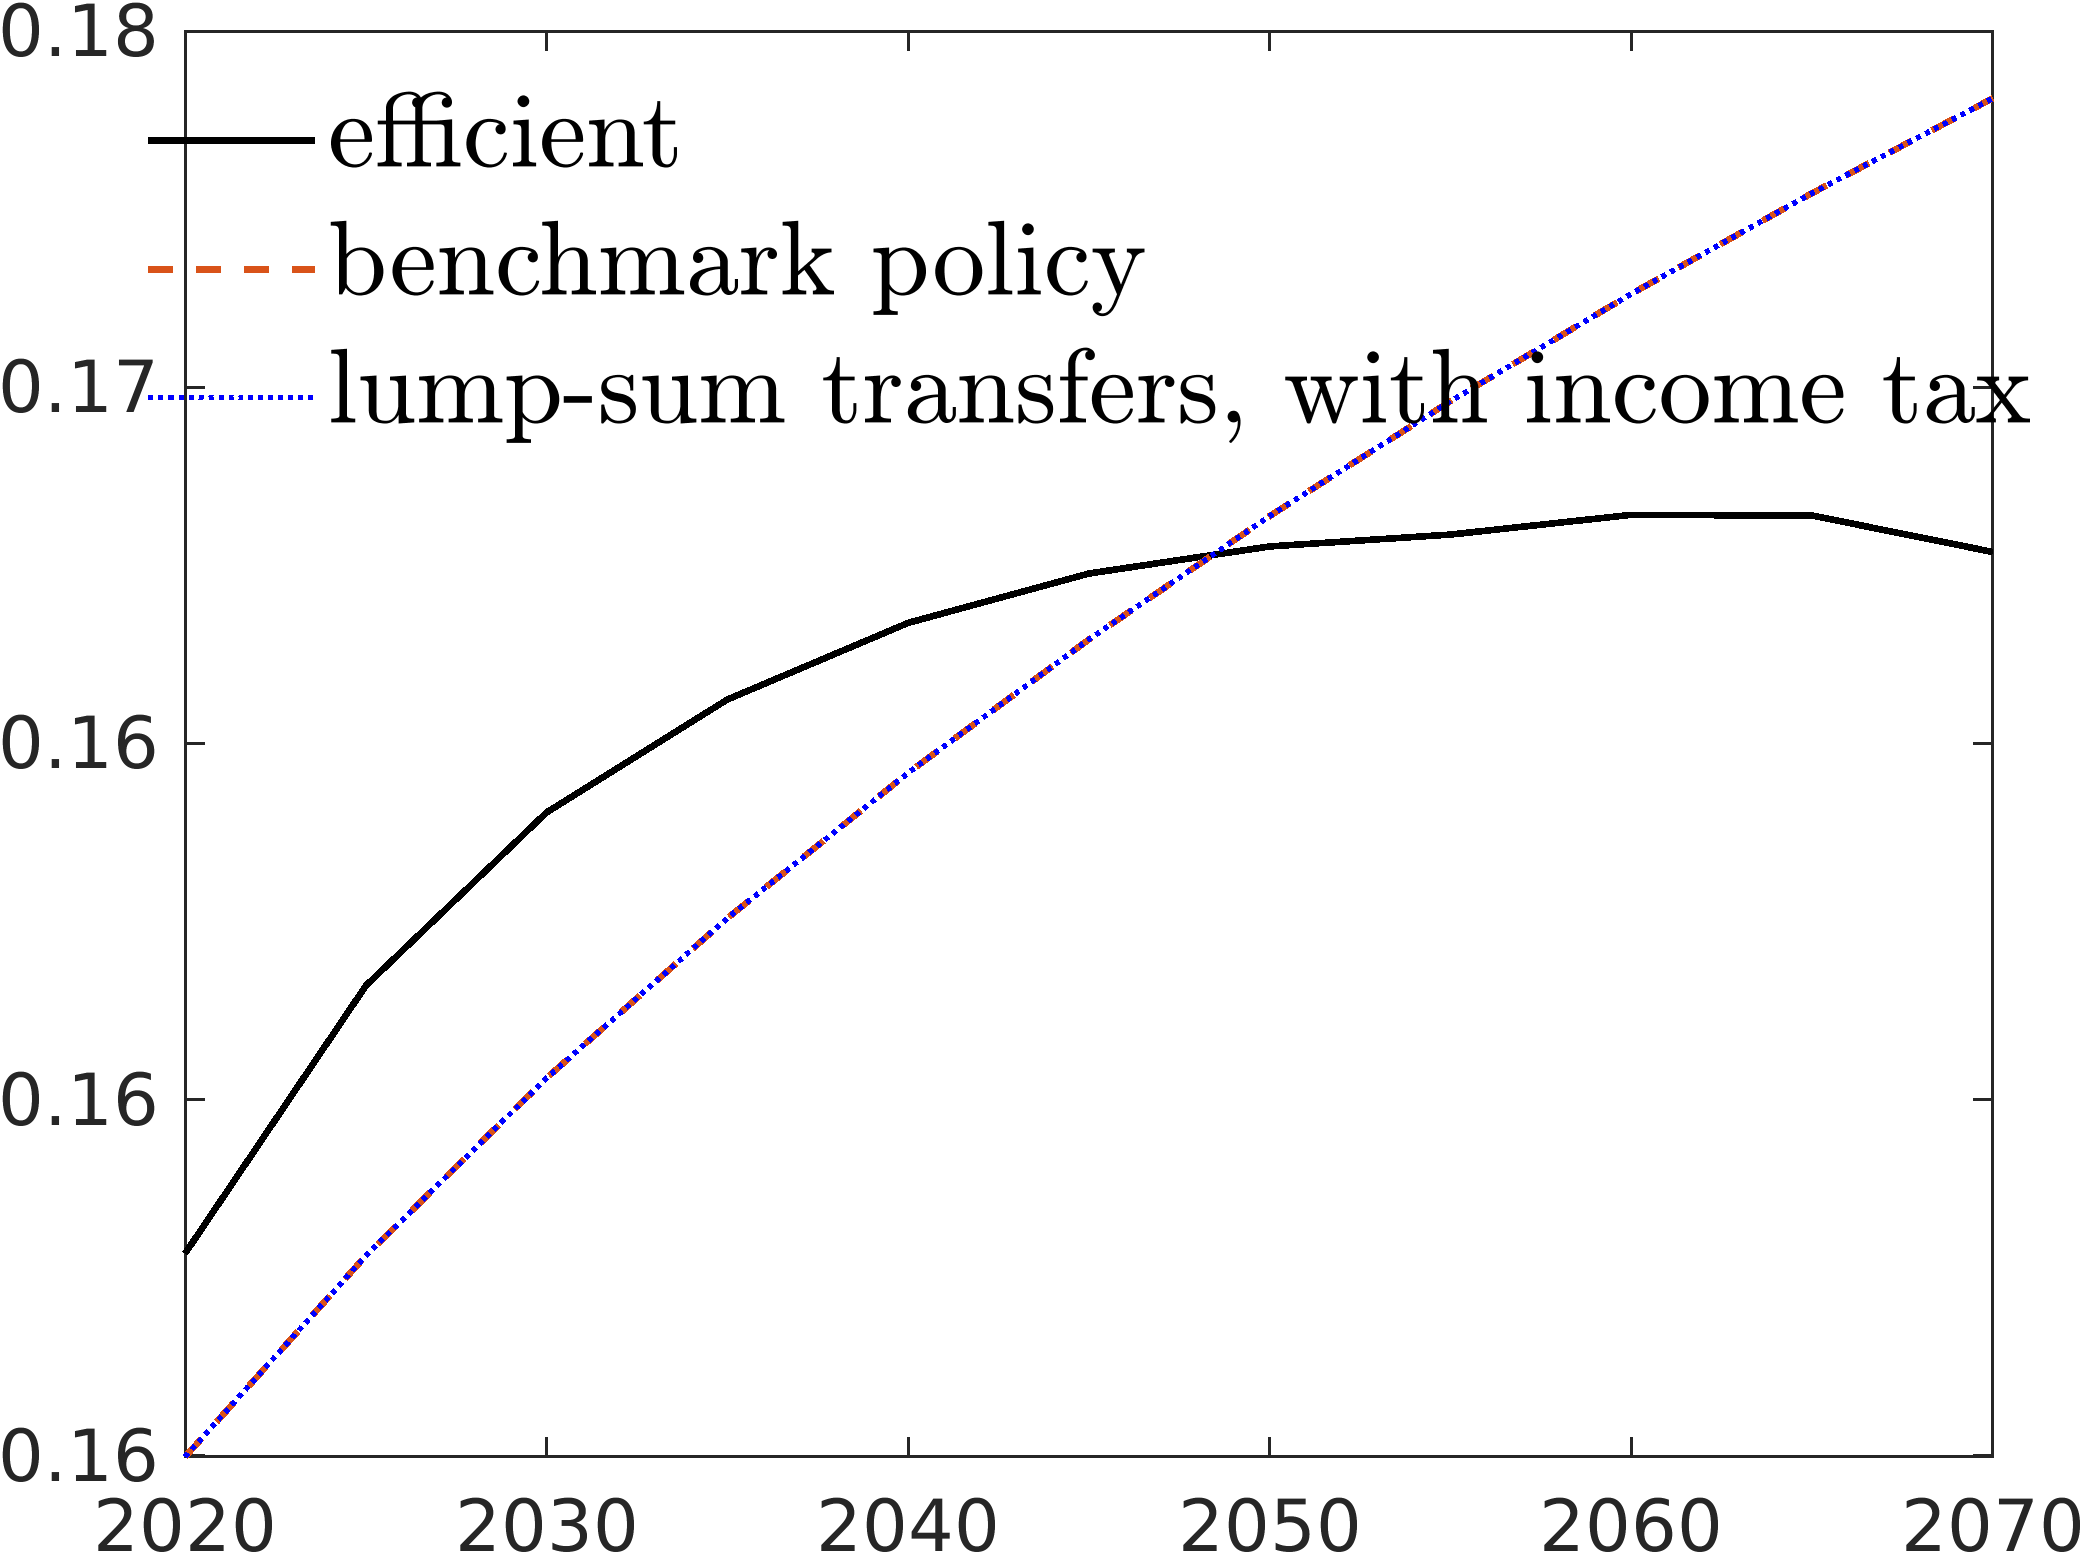 0.18
efficient
benchmark policy
0.17
lump-sum transfers, with income tax
0.16
0.16
0.16
2020 2030 2040 2050 2060 2070